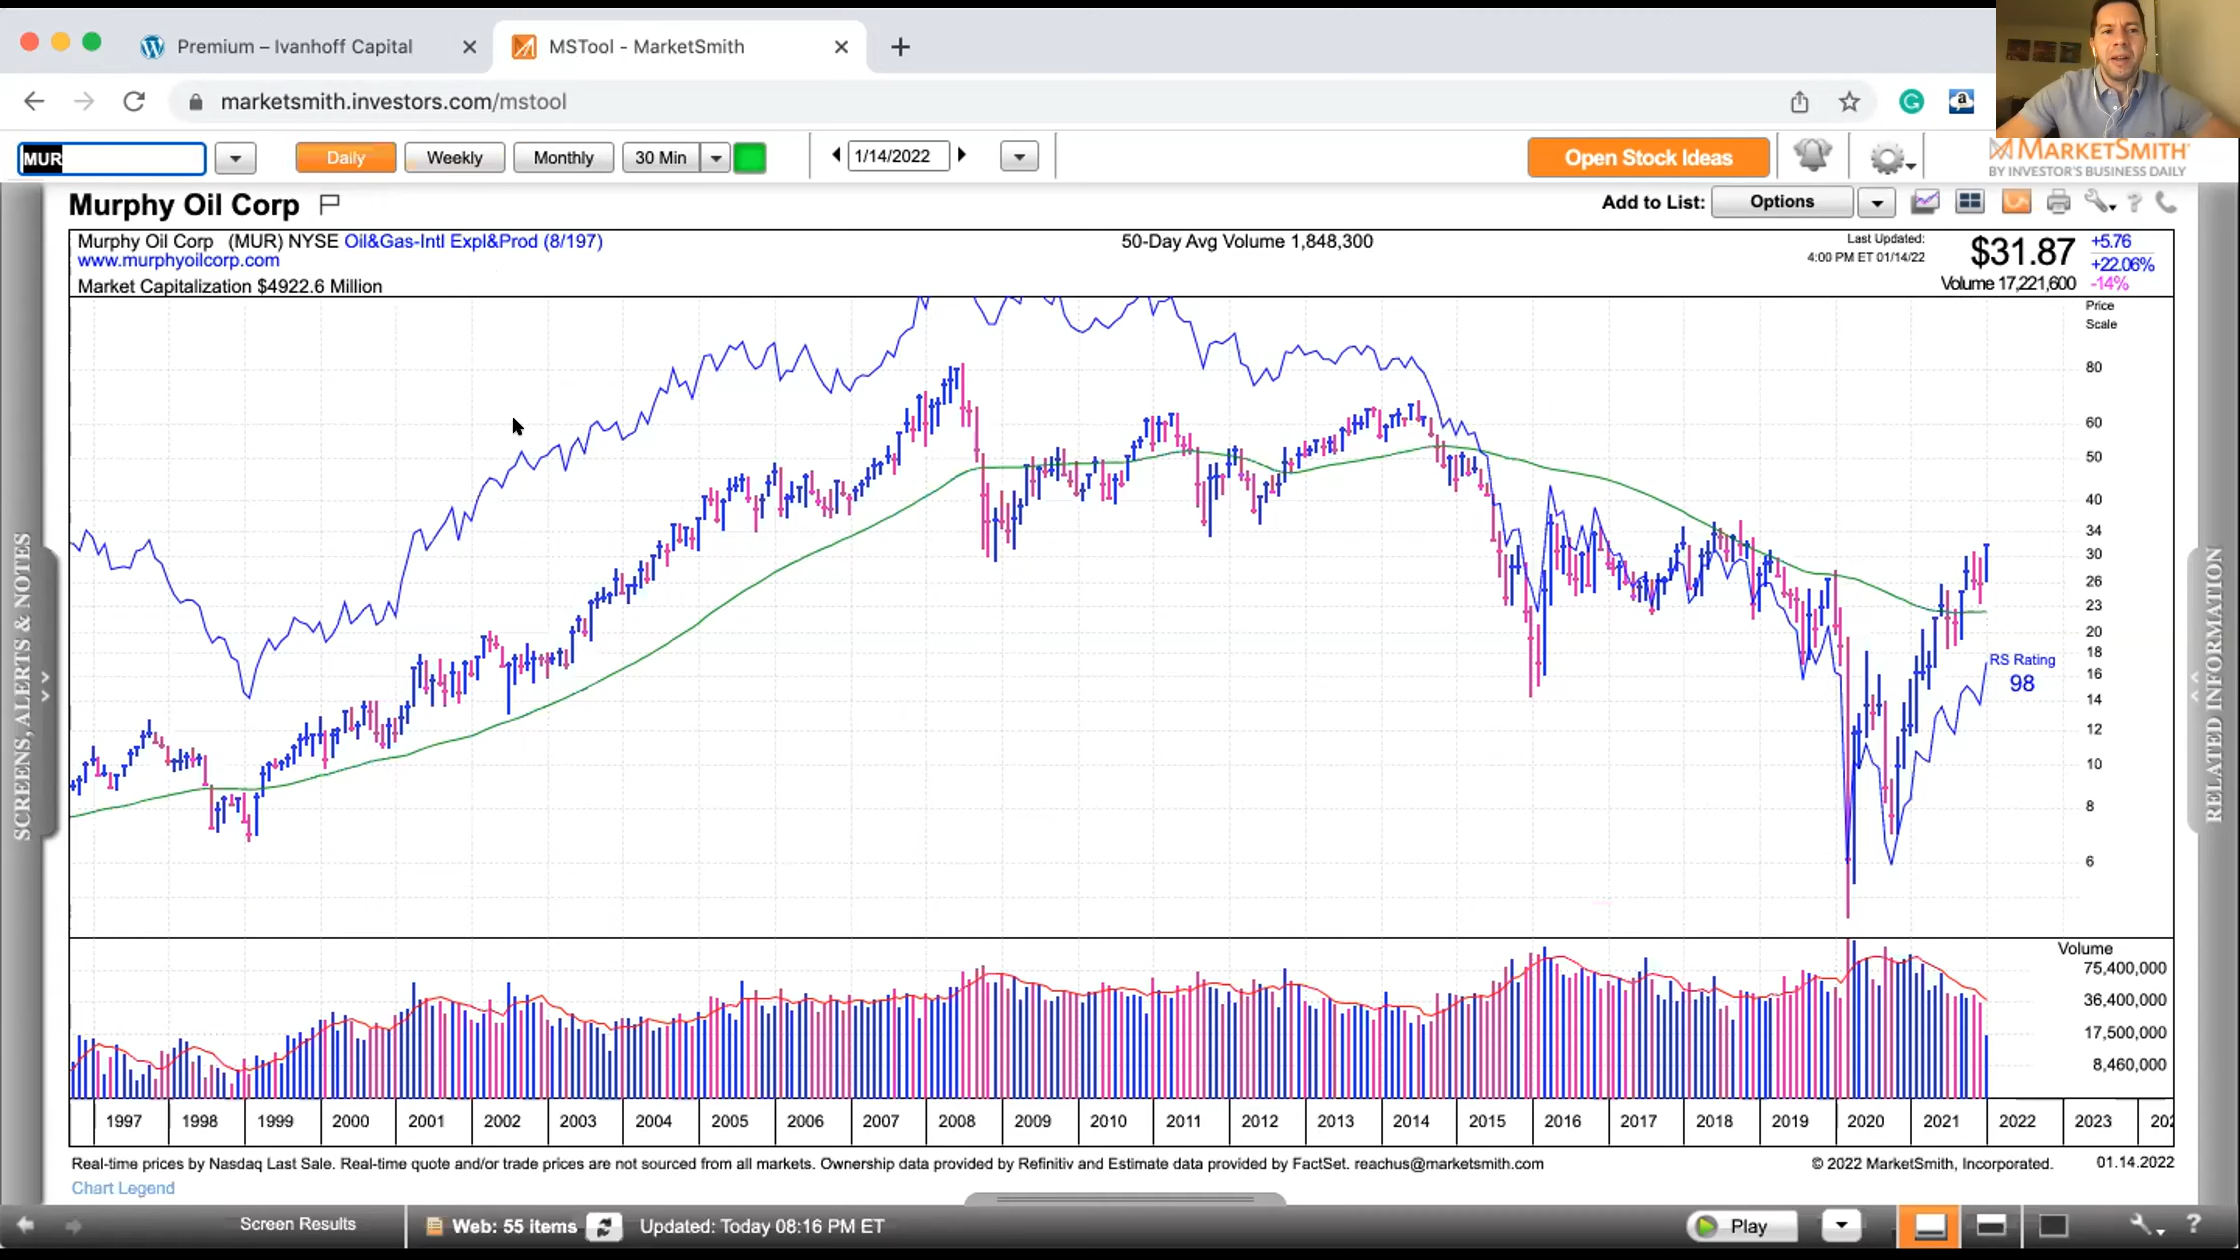 Premium – Ivanhoff Capital
MSTool - MarketSmith
marketsmith.investors.com/mstool
MUR
Daily
Weekly
Monthly
30 Min
1/14/2022
Open Stock Ideas
MARKETSMITH
BY INVESTOR'S BUSINESS DAILY
Murphy Oil Corp
Add to List:
Options
Murphy Oil Corp (MUR) NYSE Oil&Gas-Intl Expl&Prod (8/197)
www.murphyoilcorp.com
Market Capitalization $4922.6 Million
50-Day Avg Volume 1,848,300
Last Updated:
4:00 PM ET 01/14/22
$31.87
+5.76
+22.06%
Volume 17,221,600 -14%
Price
Scale
80
60
50
40
34
30
26
23
20
18
16
14
12
10
8
6
RS Rating
98
Volume
75,400,000
36,400,000
17,500,000
8,460,000
1997 1998 1999 2000 2001 2002 2003 2004 2005 2006 2007 2008 2009 2010 2011 2012 2013 2014 2015 2016 2017 2018 2019 2020 2021 2022 2023 202
Real-time prices by Nasdaq Last Sale. Real-time quote and/or trade prices are not sourced from all markets. Ownership data provided by Refinitiv and Estimate data provided by FactSet. reachus@marketsmith.com
© 2022 MarketSmith, Incorporated.
01.14.2022
Chart Legend
SCREENS, ALERTS & NOTES
RELATED INFORMATION
Screen Results
Web: 55 items
Updated: Today 08:16 PM ET
Play